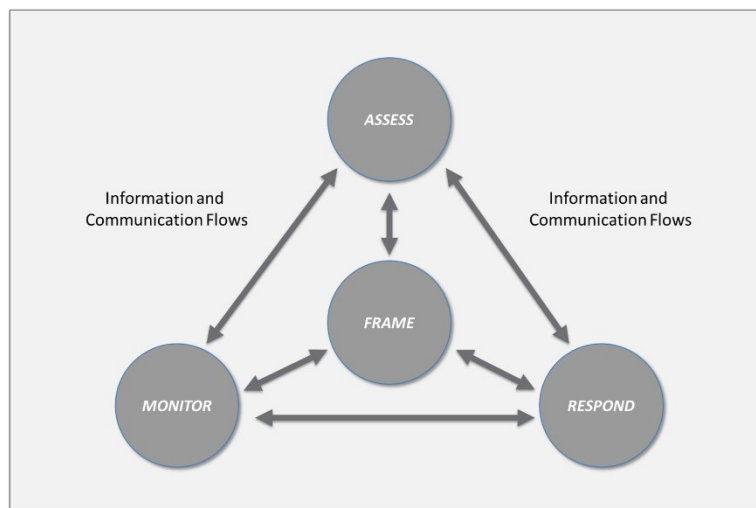 ASSESS
Information and
Communication Flows
Information and
Communication Flows
FRAME
MONITOR
RESPOND